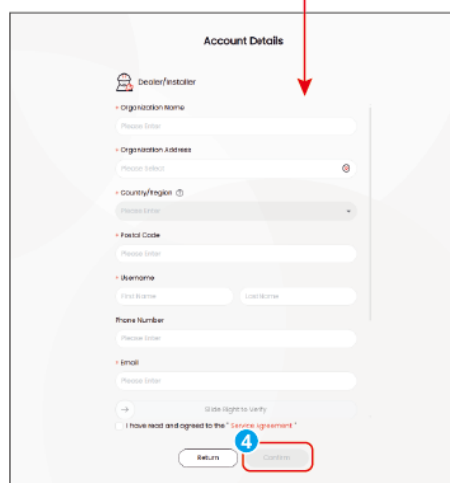 Account Details
Dealer/Installer
* Organization Name
Please Enter
* Organization Address
Please Select
* Country/Region ?
Please Enter
* Postal Code
Please Enter
* Username
First Name Last Name
Phone Number
Please Enter
* Email
Please Enter
Slide Right to Verify
I have read and agreed to the " Service agreement "
4
Return Confirm